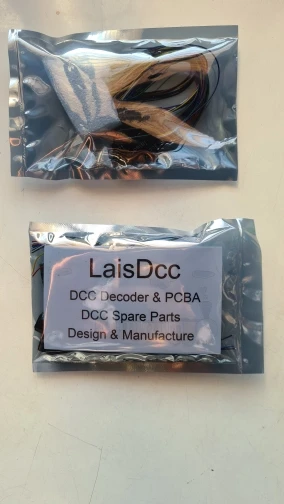 LaisDcc
DCC Decoder & PCBA
DCC Spare Parts
Design & Manufacture